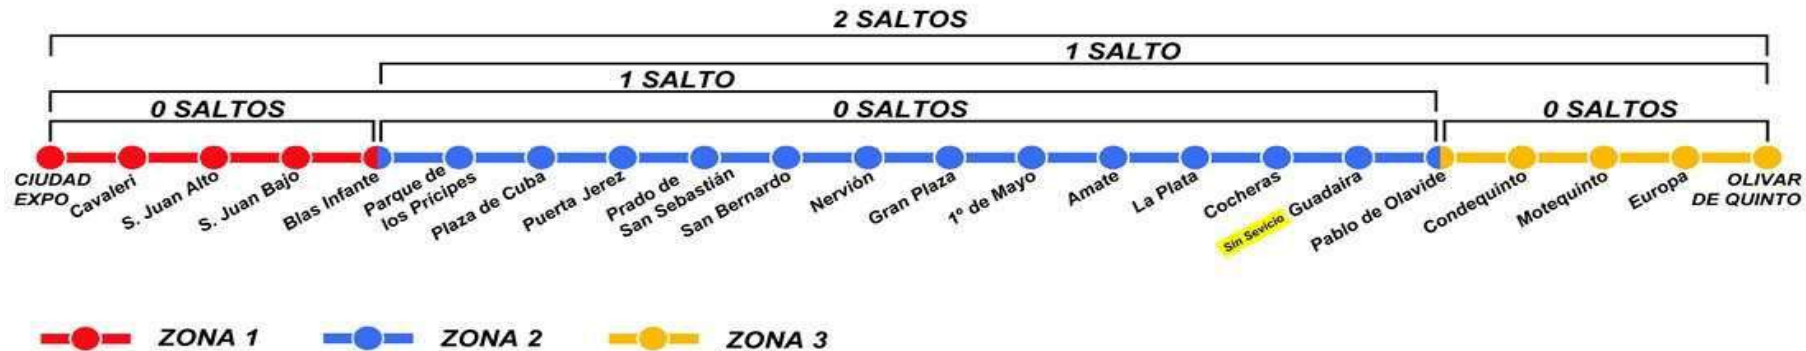 2 SALTOS
1 SALTO
1 SALTO
0 SALTOS
0 SALTOS
0 SALTOS
CIUDAD
EXPO
Cavaleri
S. Juan Alto
S. Juan Bajo
Blas Infante
Parque de
los Prícipes
Plaza de Cuba
Puerta Jerez
Prado de
San Sebastián
San Bernardo
Nervión
Gran Plaza
1º de Mayo
Amate
La Plata
Cocheras
Sin Sevicio Guadaira
Pablo de Olavide
Condequinto
Motequinto
Europa
OLIVAR
DE QUINTO
ZONA 1
ZONA 2
ZONA 3